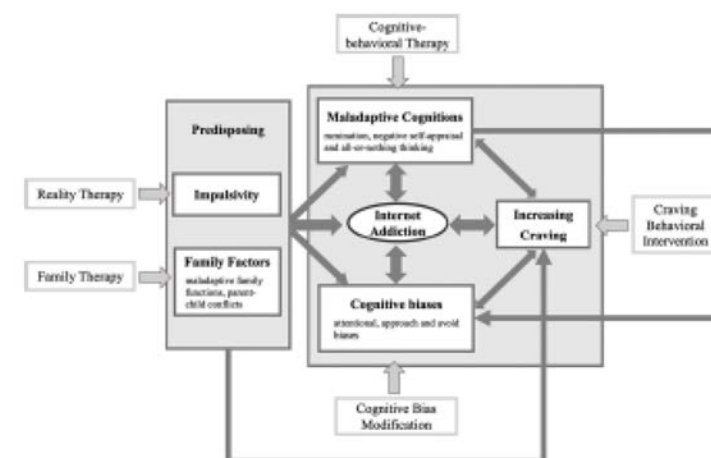 Cognitive-
behavioral Therapy
Maladaptive Cognitions
rumination, negative self-appraisal
and all-or-nothing thinking
Predisposing
Reality Therapy
Impulsivity
Internet
Addiction
Increasing
Craving
Craving
Behavioral
Intervention
Family Therapy
Family Factors
maladaptive family
functions, parent-
child conflicts
Cognitive biases
attentional, approach and avoid
biases
Cognitive Bias
Modification